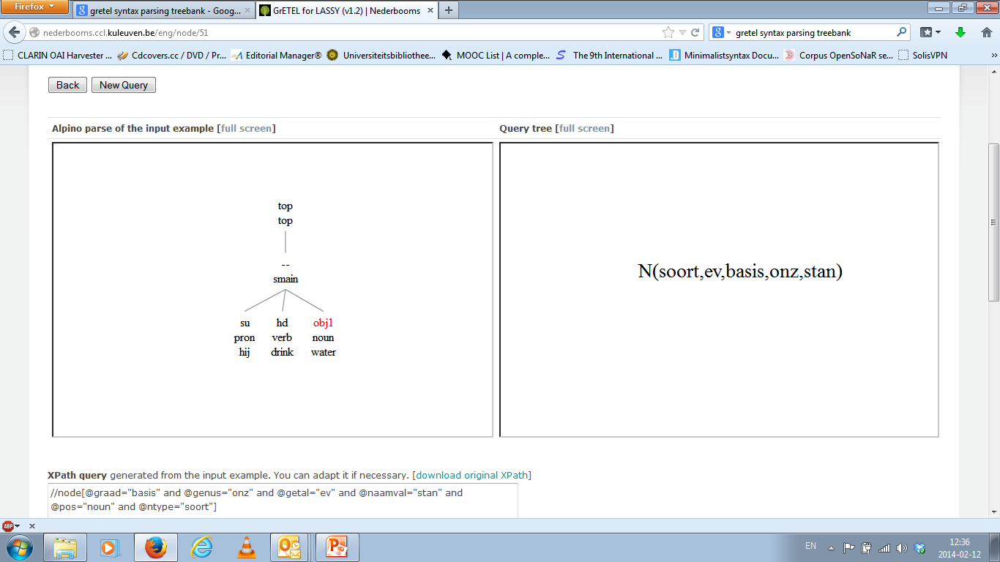 Firefox
gretel syntax parsing treebank - Goog...
GrETEL for LASSY (v1.2) | Nederbooms
nederbooms.ccl.kuleuven.be/eng/node/51
gretel syntax parsing treebank
CLARIN OAI Harvester ...
Cdcovers.cc / DVD / Pr...
Editorial Manager®
Universiteitsbibliothee...
MOOC List | A comple...
The 9th International ...
Minimalistsyntax Docu...
Corpus OpenSoNaR se...
SolisVPN
Back
New Query
Alpino parse of the input example [full screen]
Query tree [full screen]
top
top
--
smain
su hd obj1
pron verb noun
hij drink water
N(soort,ev,basis,onz,stan)
XPath query generated from the input example. You can adapt it if necessary. [download original XPath]
//node[@graad="basis" and @genus="onz" and @getal="ev" and @naamval="stan" and
@pos="noun" and @ntype="soort"]
ABP
EN
12:36
2014-02-12